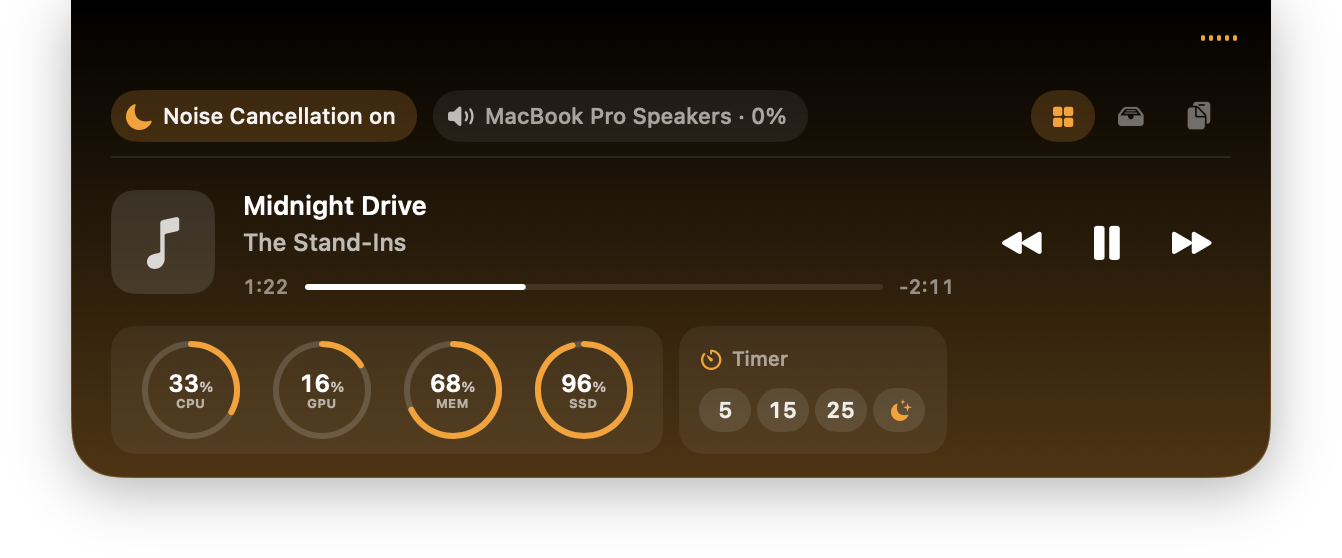 Noise Cancellation on
MacBook Pro Speakers · 0%
Midnight Drive
The Stand-Ins
1:22
-2:11
33%
CPU
16%
GPU
68%
MEM
96%
SSD
Timer
5
15
25